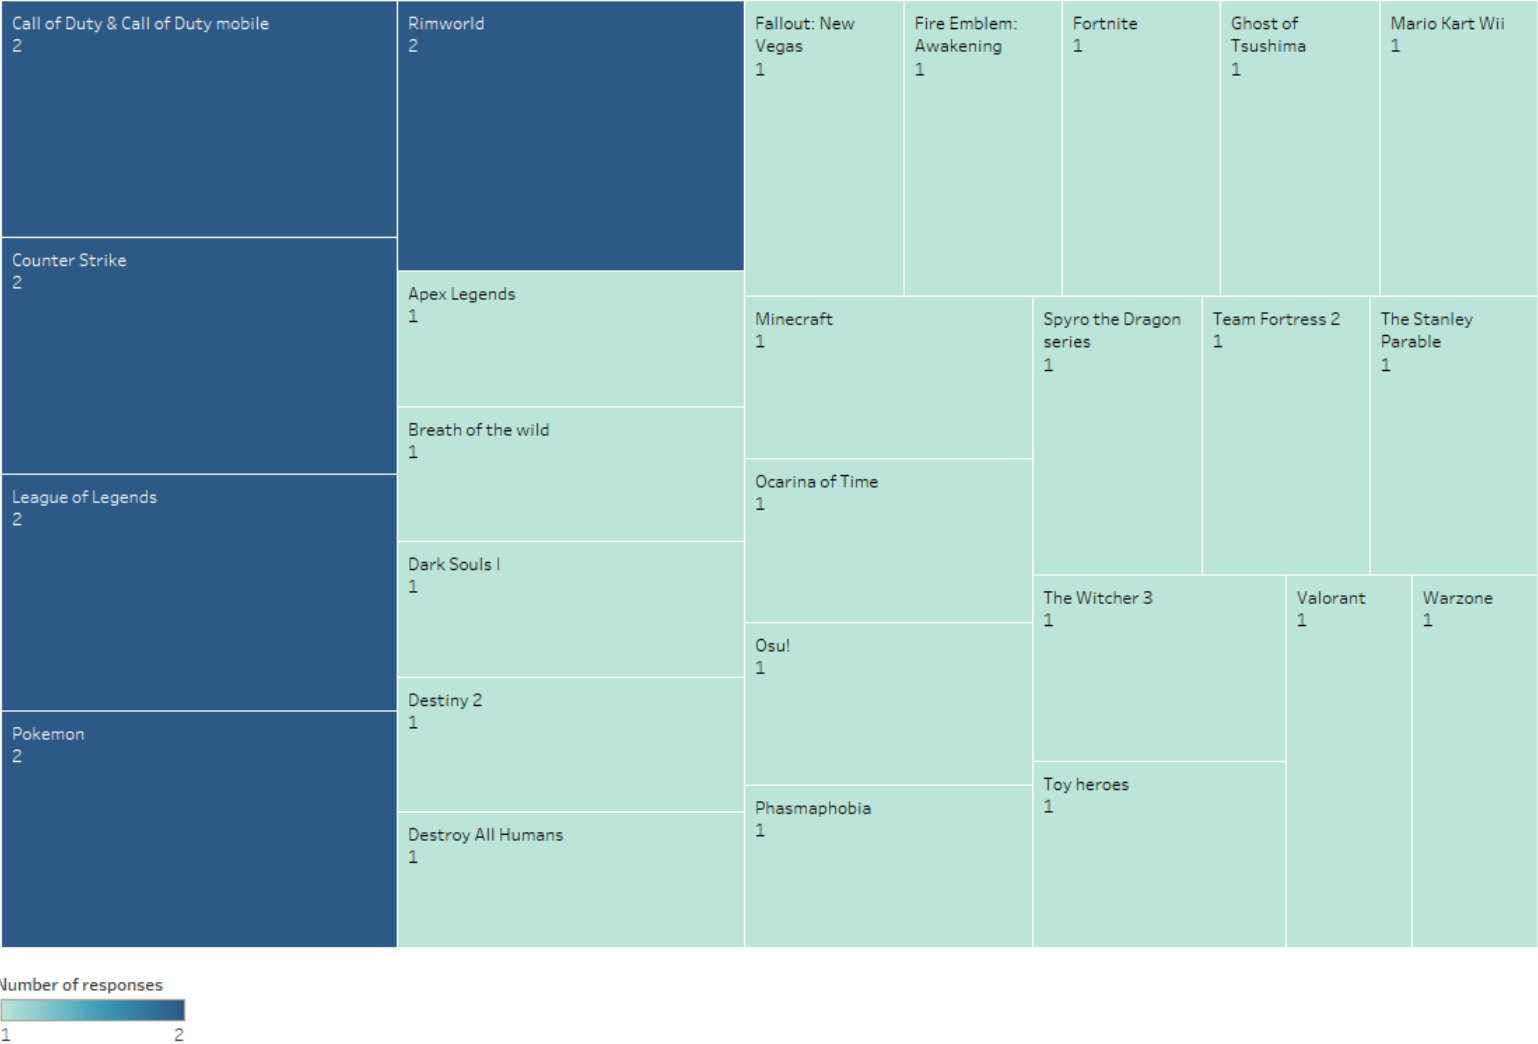 Call of Duty & Call of Duty mobile
2
Counter Strike
2
League of Legends
2
Pokemon
2
Rimworld
2
Apex Legends
1
Breath of the wild
1
Dark Souls I
1
Destiny 2
1
Destroy All Humans
1
Fallout: New
Vegas
1
Fire Emblem:
Awakening
1
Fortnite
1
Ghost of
Tsushima
1
Mario Kart Wii
1
Minecraft
1
Ocarina of Time
1
Osu!
1
Phasmaphobia
1
Spyro the Dragon
series
1
Team Fortress 2
1
The Stanley
Parable
1
The Witcher 3
1
Toy heroes
1
Valorant
1
Warzone
1
Number of responses
1 2